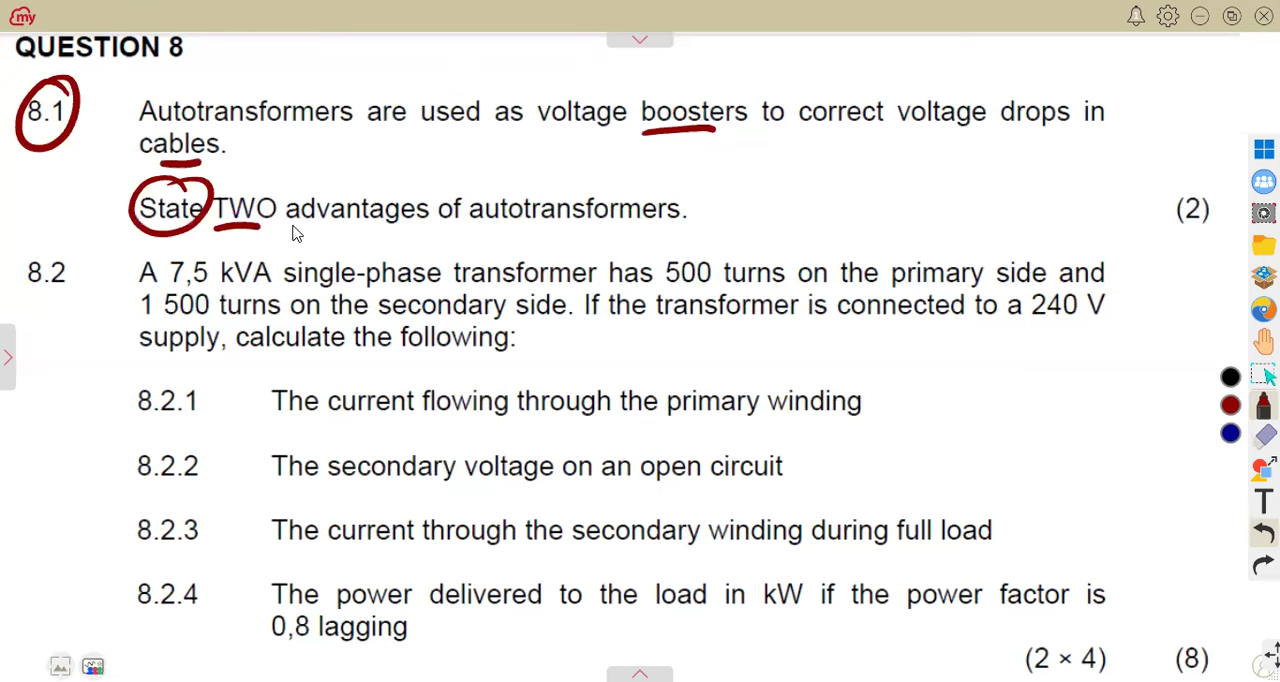 my
QUESTION 8
8.1 Autotransformers are used as voltage boosters to correct voltage drops in
cables.
State TWO advantages of autotransformers. (2)
8.2 A 7,5 kVA single-phase transformer has 500 turns on the primary side and
1 500 turns on the secondary side. If the transformer is connected to a 240 V
supply, calculate the following:
8.2.1 The current flowing through the primary winding
8.2.2 The secondary voltage on an open circuit
8.2.3 The current through the secondary winding during full load
8.2.4 The power delivered to the load in kW if the power factor is
0,8 lagging
(2 × 4) (8)
T